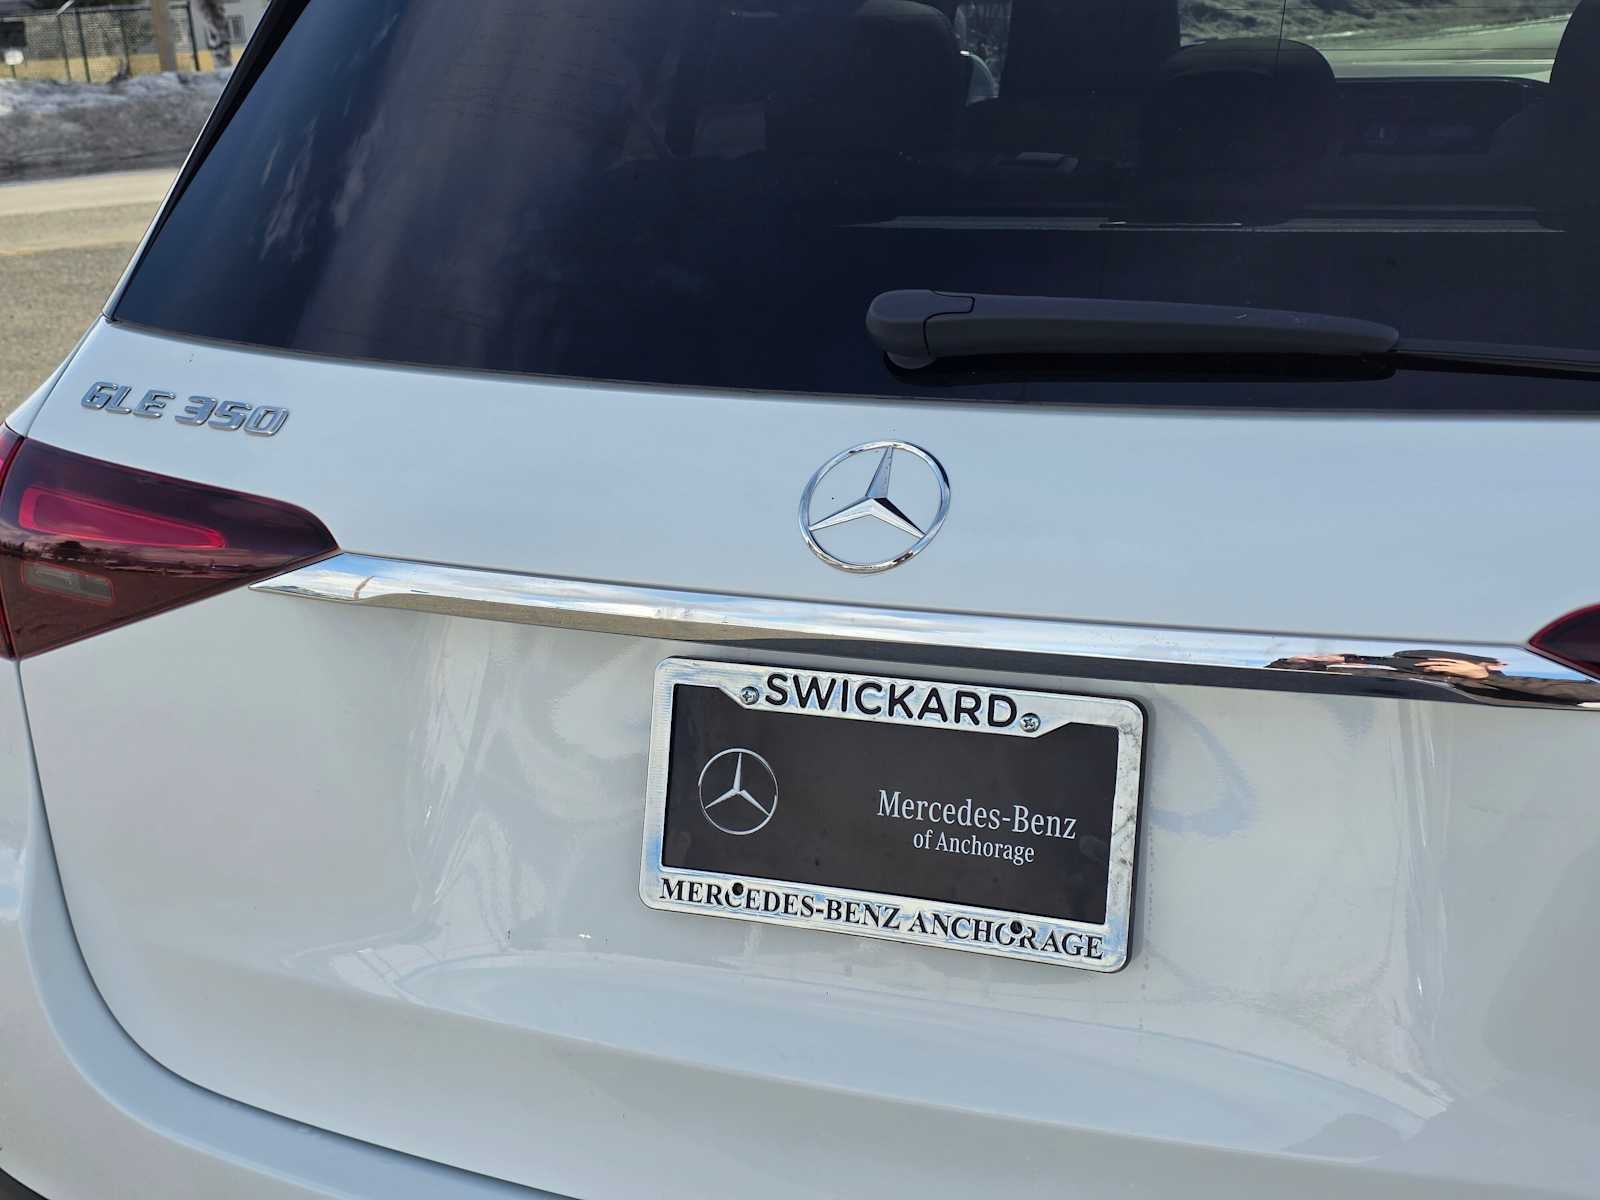 GLE 350
SWICKARD
Mercedes-Benz
of Anchorage
MERCEDES-BENZ ANCHORAGE